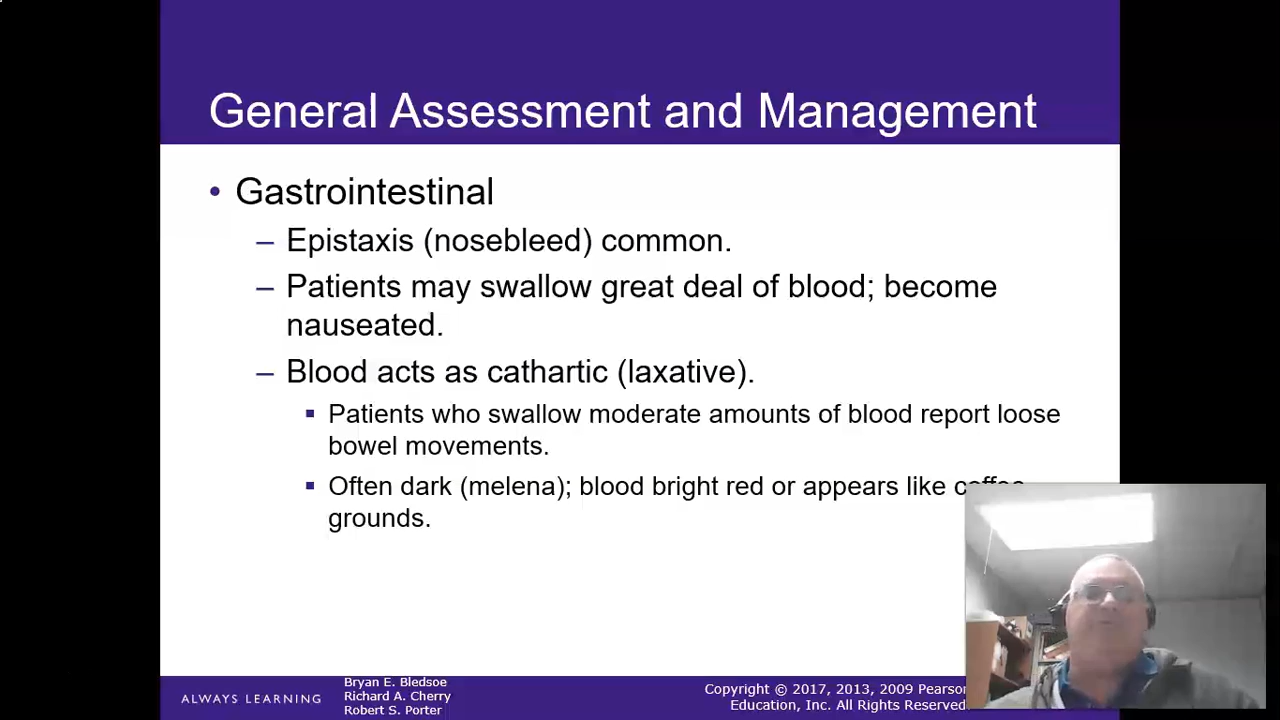 General Assessment and Management
• Gastrointestinal
– Epistaxis (nosebleed) common.
– Patients may swallow great deal of blood; become
nauseated.
– Blood acts as cathartic (laxative).
▪ Patients who swallow moderate amounts of blood report loose
bowel movements.
▪ Often dark (melena); blood bright red or appears like coffee
grounds.
ALWAYS LEARNING
Bryan E. Bledsoe
Richard A. Cherry
Robert S. Porter
Copyright © 2017, 2013, 2009 Pearson
Education, Inc. All Rights Reserved.